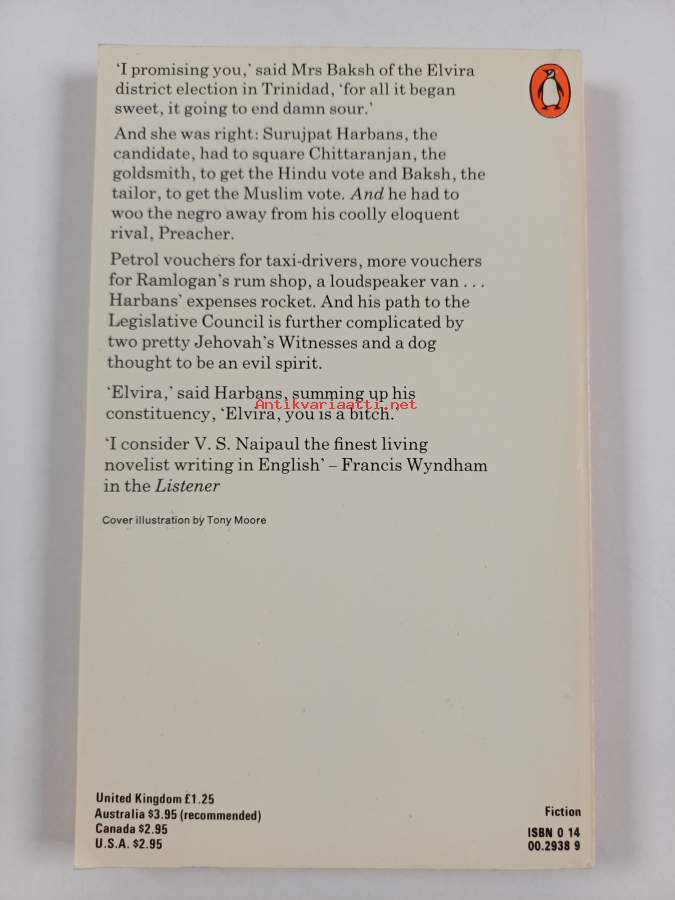 ‘I promising you,’ said Mrs Baksh of the Elvira
district election in Trinidad, ‘for all it began
sweet, it going to end damn sour.’
And she was right: Surujpat Harbans, the
candidate, had to square Chittaranjan, the
goldsmith, to get the Hindu vote and Baksh, the
tailor, to get the Muslim vote. And he had to
woo the negro away from his coolly eloquent
rival, Preacher.
Petrol vouchers for taxi-drivers, more vouchers
for Ramlogan’s rum shop, a loudspeaker van . . .
Harbans’ expenses rocket. And his path to the
Legislative Council is further complicated by
two pretty Jehovah’s Witnesses and a dog
thought to be an evil spirit.
‘Elvira,’ said Harbans, summing up his
Antikvariaatti.net
constituency, ‘Elvira, you is a bitch.’
‘I consider V. S. Naipaul the finest living
novelist writing in English’ – Francis Wyndham
in the Listener
Cover illustration by Tony Moore
United Kingdom £1.25
Australia $3.95 (recommended)
Canada $2.95
U.S.A. $2.95
Fiction
ISBN 0 14
00.2938 9